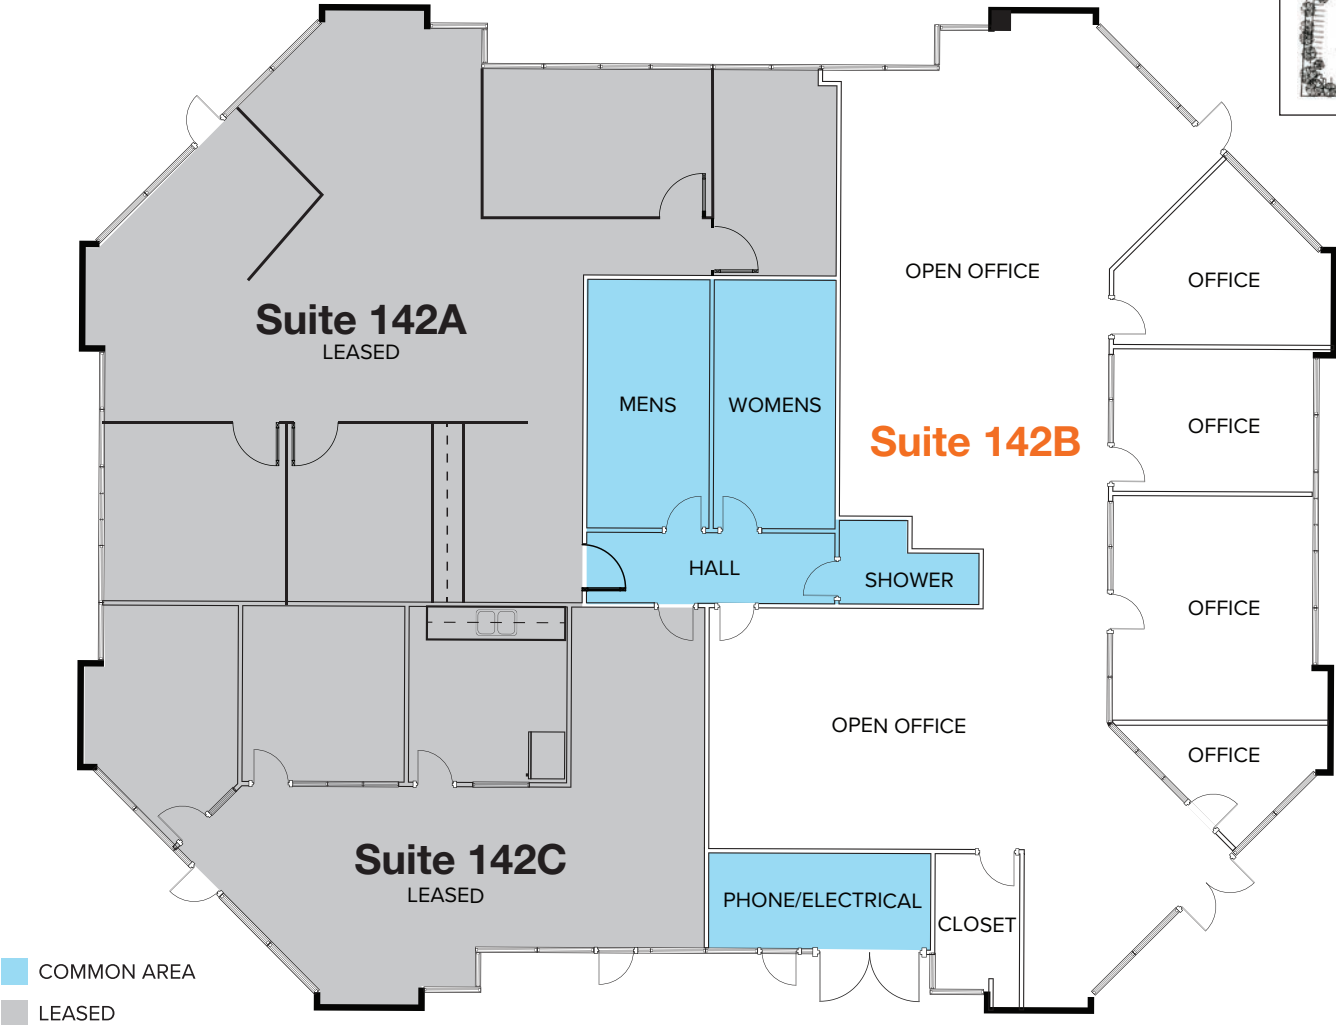 OPEN OFFICE
OFFICE
Suite 142A
LEASED
MENS
WOMENS
OFFICE
Suite 142B
HALL
SHOWER
OFFICE
OPEN OFFICE
OFFICE
Suite 142C
LEASED
PHONE/ELECTRICAL
CLOSET
COMMON AREA
LEASED